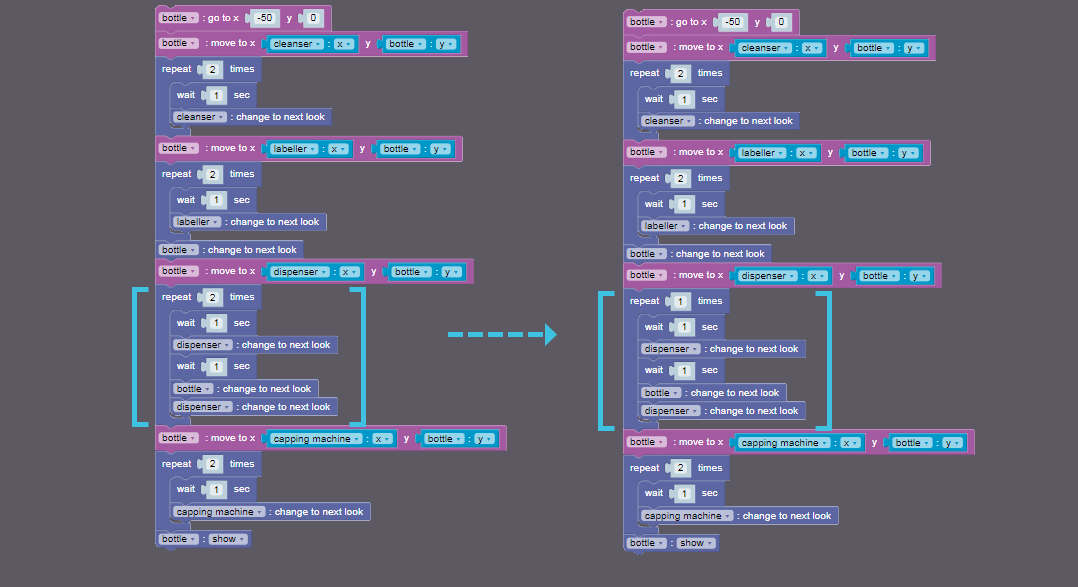 bottle : go to x -50 y 0
bottle : move to x cleanser : x y bottle : y
repeat 2 times
wait 1 sec
cleanser : change to next look
bottle : move to x labeller : x y bottle : y
repeat 2 times
wait 1 sec
labeller : change to next look
bottle : change to next look
bottle : move to x dispenser : x y bottle : y
repeat 2 times
wait 1 sec
dispenser : change to next look
wait 1 sec
bottle : change to next look
dispenser : change to next look
bottle : move to x capping machine : x y bottle : y
repeat 2 times
wait 1 sec
capping machine : change to next look
bottle : show
bottle : go to x -50 y 0
bottle : move to x cleanser : x y bottle : y
repeat 2 times
wait 1 sec
cleanser : change to next look
bottle : move to x labeller : x y bottle : y
repeat 2 times
wait 1 sec
labeller : change to next look
bottle : change to next look
bottle : move to x dispenser : x y bottle : y
repeat 1 times
wait 1 sec
dispenser : change to next look
wait 1 sec
bottle : change to next look
dispenser : change to next look
bottle : move to x capping machine : x y bottle : y
repeat 2 times
wait 1 sec
capping machine : change to next look
bottle : show